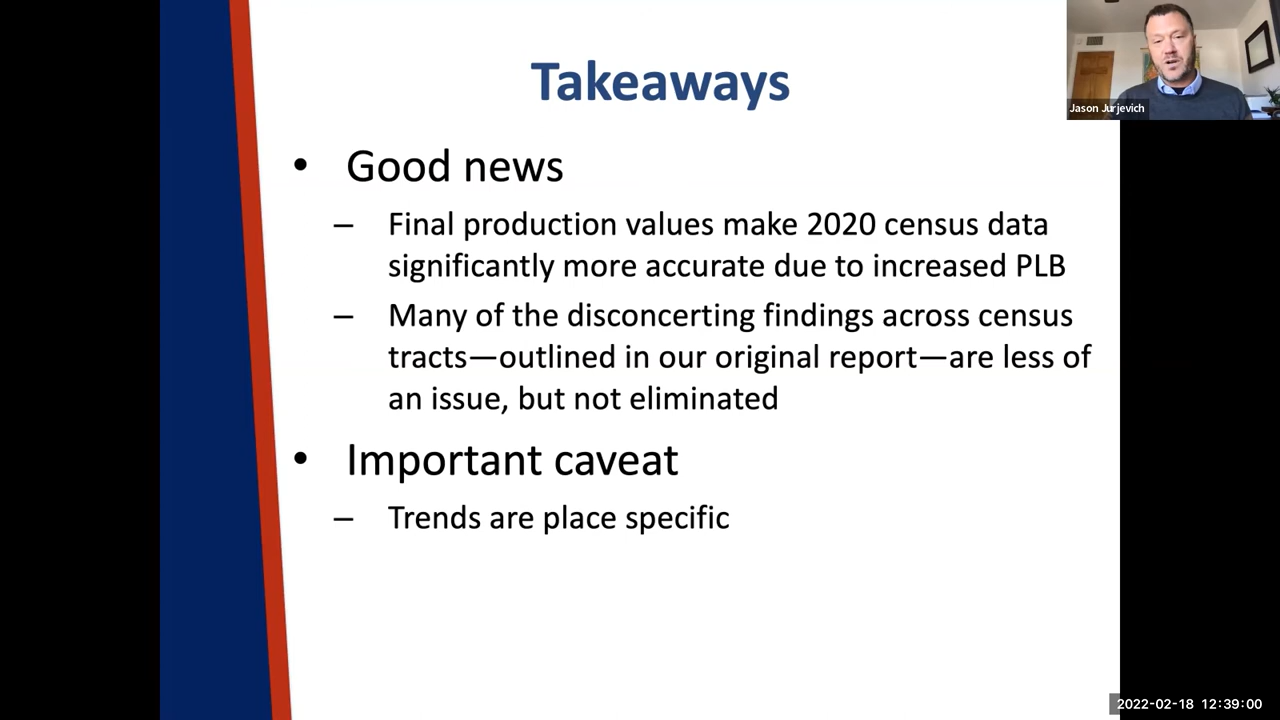 Takeaways
Jason Jurjevich
• Good news
– Final production values make 2020 census data
significantly more accurate due to increased PLB
– Many of the disconcerting findings across census
tracts—outlined in our original report—are less of
an issue, but not eliminated
• Important caveat
– Trends are place specific
2022-02-18 12:39:00